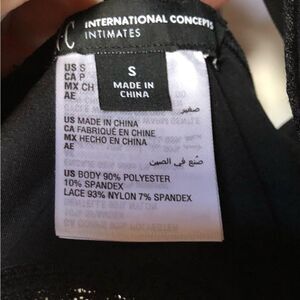 INTERNATIONAL CONCEPTS
INTIMATES
S
MADE IN
CHINA
US S
CA P
MX CH
AE
صغير
US MADE IN CHINA
CA FABRIQUÉ EN CHINE
MX HECHO EN CHINA
AE
صُنع في الصين
US BODY 90% POLYESTER
10% SPANDEX
LACE 93% NYLON 7% SPANDEX